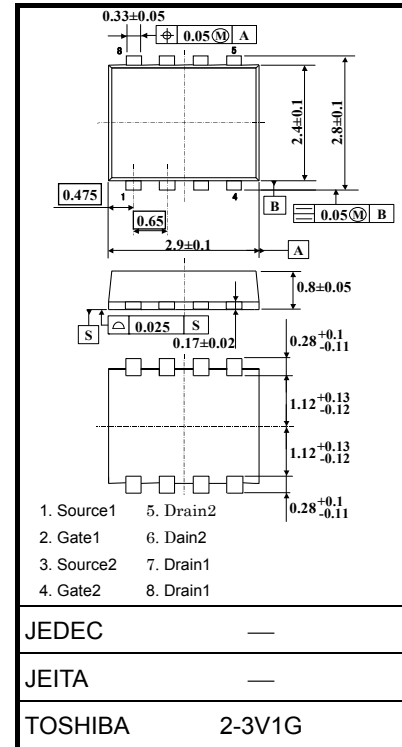 0.33±0.05
8 ⌖ 0.05 Ⓜ A 5
2.4±0.1
2.8±0.1
0.475
1 4
B
0.65
⌯ 0.05 Ⓜ B
2.9±0.1
A
0.8±0.05
S
⌓ 0.025 S
0.17±0.02
0.28 +0.1 -0.11
1.12 +0.13 -0.12
1.12 +0.13 -0.12
0.28 +0.1 -0.11
1. Source1 5. Drain2
2. Gate1 6. Dain2
3. Source2 7. Drain1
4. Gate2 8. Drain1
JEDEC —
JEITA —
TOSHIBA 2-3V1G